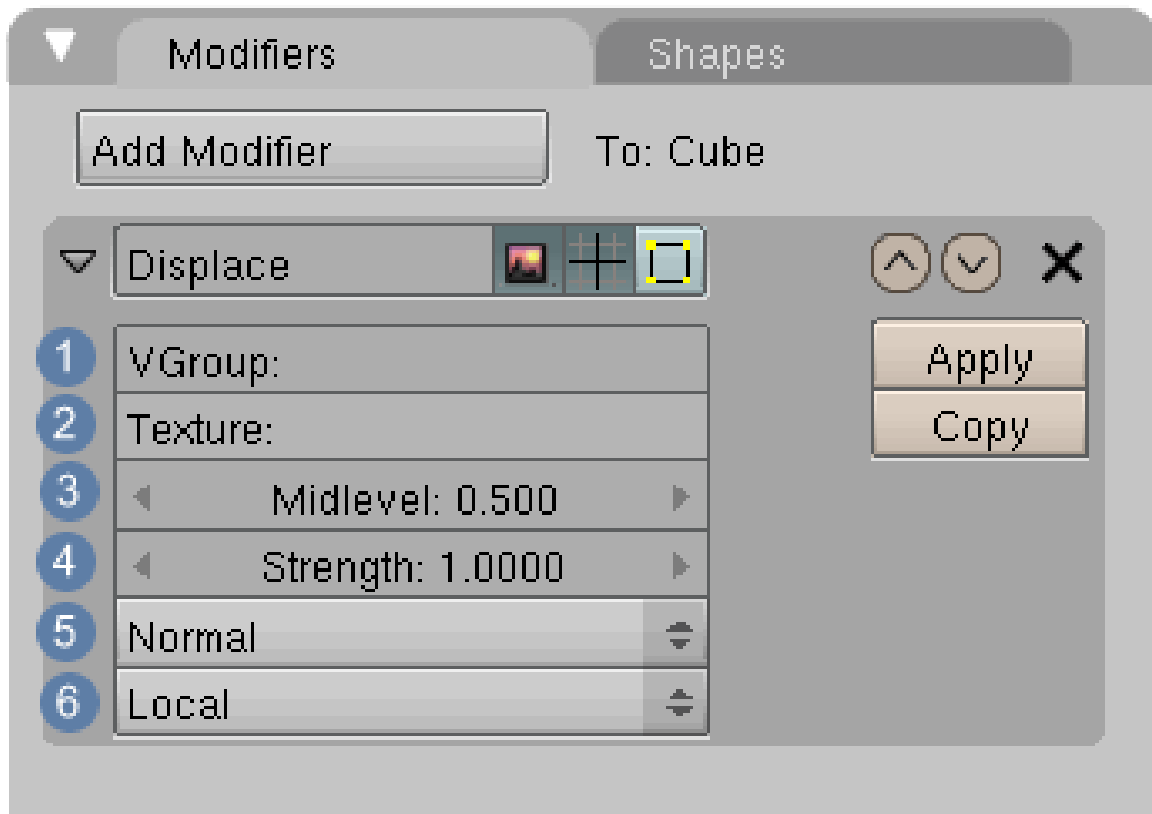 Modifiers Shapes
Add Modifier To: Cube
Displace
1 VGroup: Apply
2 Texture: Copy
3 Midlevel: 0.500
4 Strength: 1.0000
5 Normal
6 Local